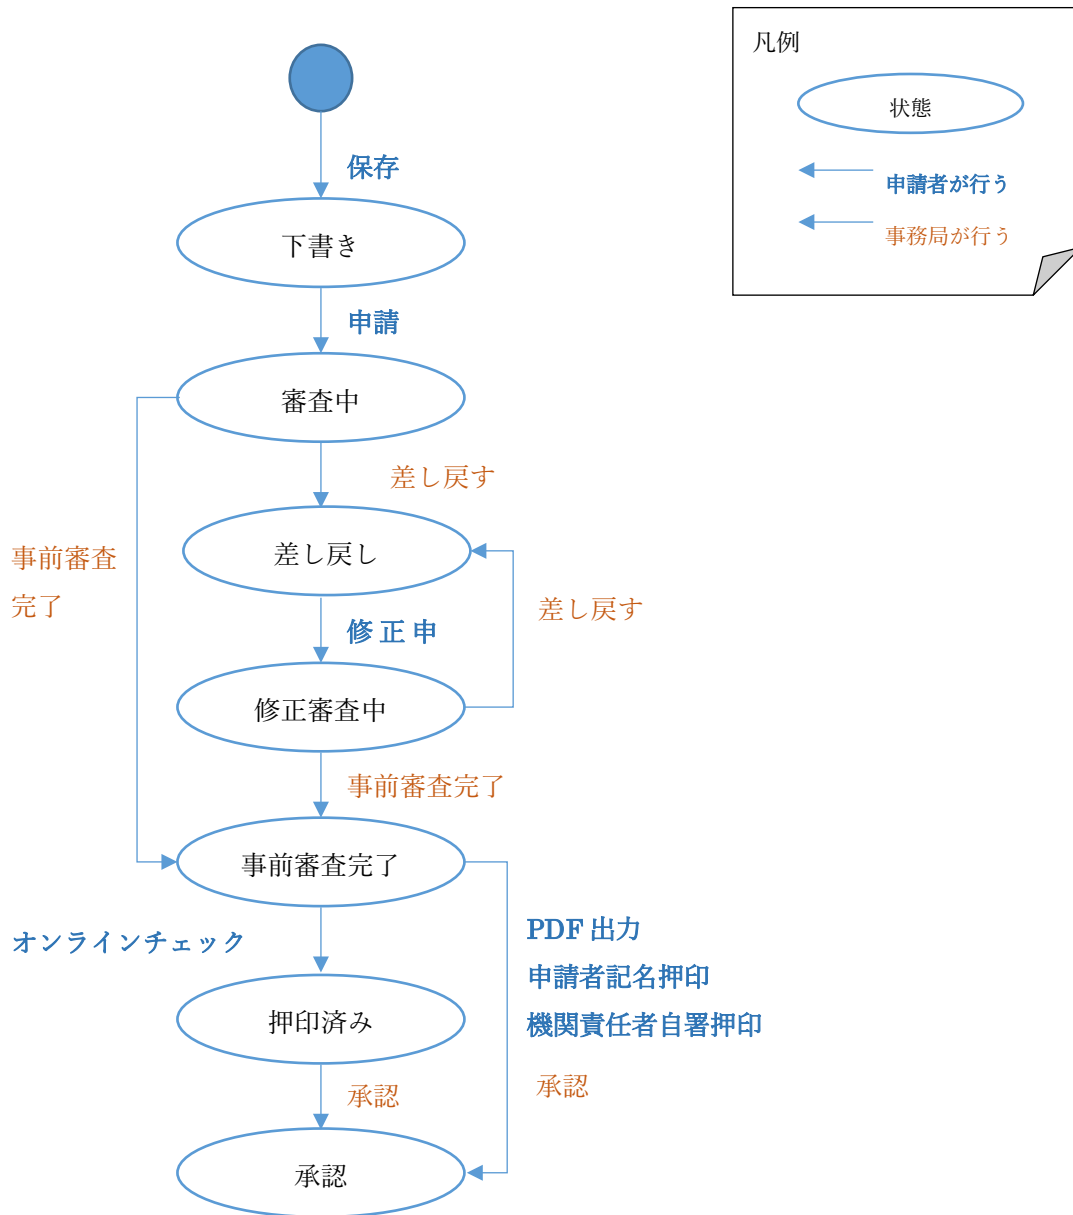 凡例
状態
申請者が行う
事務局が行う
保存
下書き
申請
審査中
差し戻す
事前審査
完了
差し戻し
差し戻す
修正申
修正審査中
事前審査完了
事前審査完了
オンラインチェック
PDF 出力
申請者記名押印
機関責任者自署押印
押印済み
承認
承認
承認